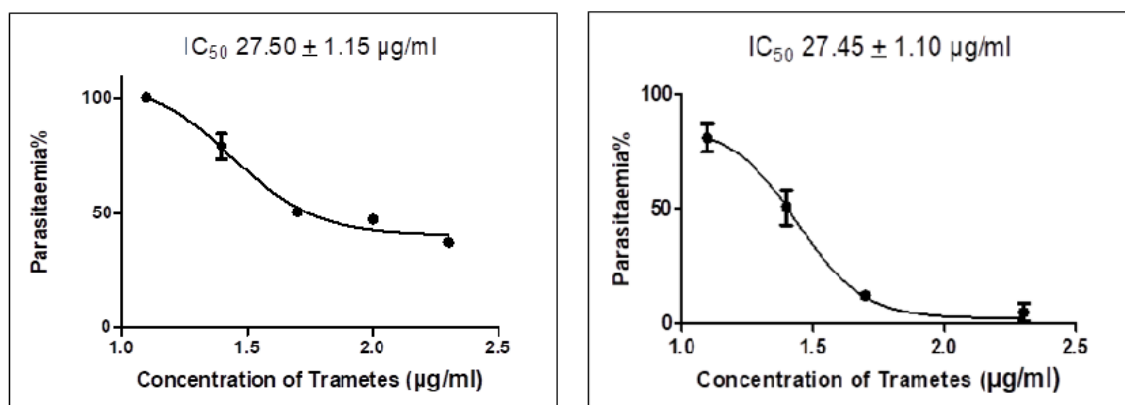 IC50 27.50 ± 1.15 µg/ml
100
50
0
Parasitaemia%
1.0 1.5 2.0 2.5
Concentration of Trametes (µg/ml)
IC50 27.45 ± 1.10 µg/ml
100
50
0
Parasitaemia%
1.0 1.5 2.0 2.5
Concentration of Trametes (µg/ml)